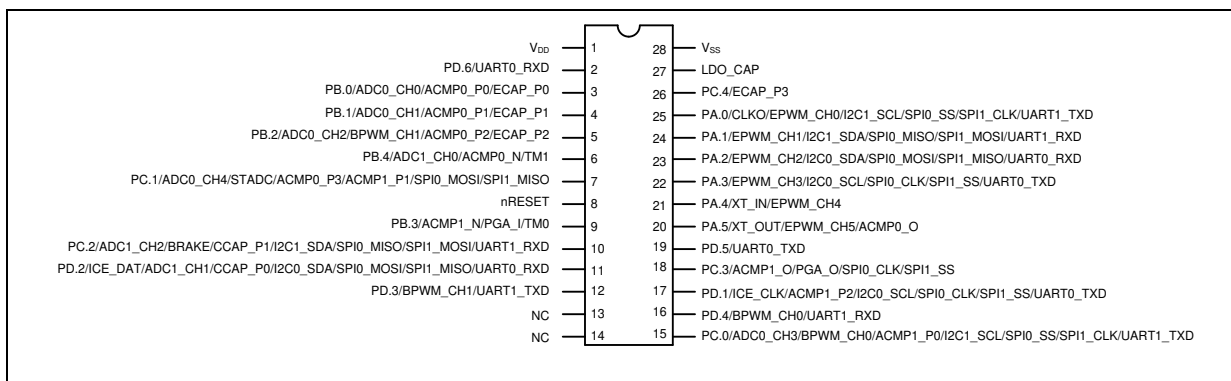 VDD 1 28 VSS
PD.6/UART0_RXD 2 27 LDO_CAP
PB.0/ADC0_CH0/ACMP0_P0/ECAP_P0 3 26 PC.4/ECAP_P3
PB.1/ADC0_CH1/ACMP0_P1/ECAP_P1 4 25 PA.0/CLKO/EPWM_CH0/I2C1_SCL/SPI0_SS/SPI1_CLK/UART1_TXD
PB.2/ADC0_CH2/BPWM_CH1/ACMP0_P2/ECAP_P2 5 24 PA.1/EPWM_CH1/I2C1_SDA/SPI0_MISO/SPI1_MOSI/UART1_RXD
PB.4/ADC1_CH0/ACMP0_N/TM1 6 23 PA.2/EPWM_CH2/I2C0_SDA/SPI0_MOSI/SPI1_MISO/UART0_RXD
PC.1/ADC0_CH4/STADC/ACMP0_P3/ACMP1_P1/SPI0_MOSI/SPI1_MISO 7 22 PA.3/EPWM_CH3/I2C0_SCL/SPI0_CLK/SPI1_SS/UART0_TXD
nRESET 8 21 PA.4/XT_IN/EPWM_CH4
PB.3/ACMP1_N/PGA_I/TM0 9 20 PA.5/XT_OUT/EPWM_CH5/ACMP0_O
PC.2/ADC1_CH2/BRAKE/CCAP_P1/I2C1_SDA/SPI0_MISO/SPI1_MOSI/UART1_RXD 10 19 PD.5/UART0_TXD
PD.2/ICE_DAT/ADC1_CH1/CCAP_P0/I2C0_SDA/SPI0_MOSI/SPI1_MISO/UART0_RXD 11 18 PC.3/ACMP1_O/PGA_O/SPI0_CLK/SPI1_SS
PD.3/BPWM_CH1/UART1_TXD 12 17 PD.1/ICE_CLK/ACMP1_P2/I2C0_SCL/SPI0_CLK/SPI1_SS/UART0_TXD
NC 13 16 PD.4/BPWM_CH0/UART1_RXD
NC 14 15 PC.0/ADC0_CH3/BPWM_CH0/ACMP1_P0/I2C1_SCL/SPI0_SS/SPI1_CLK/UART1_TXD